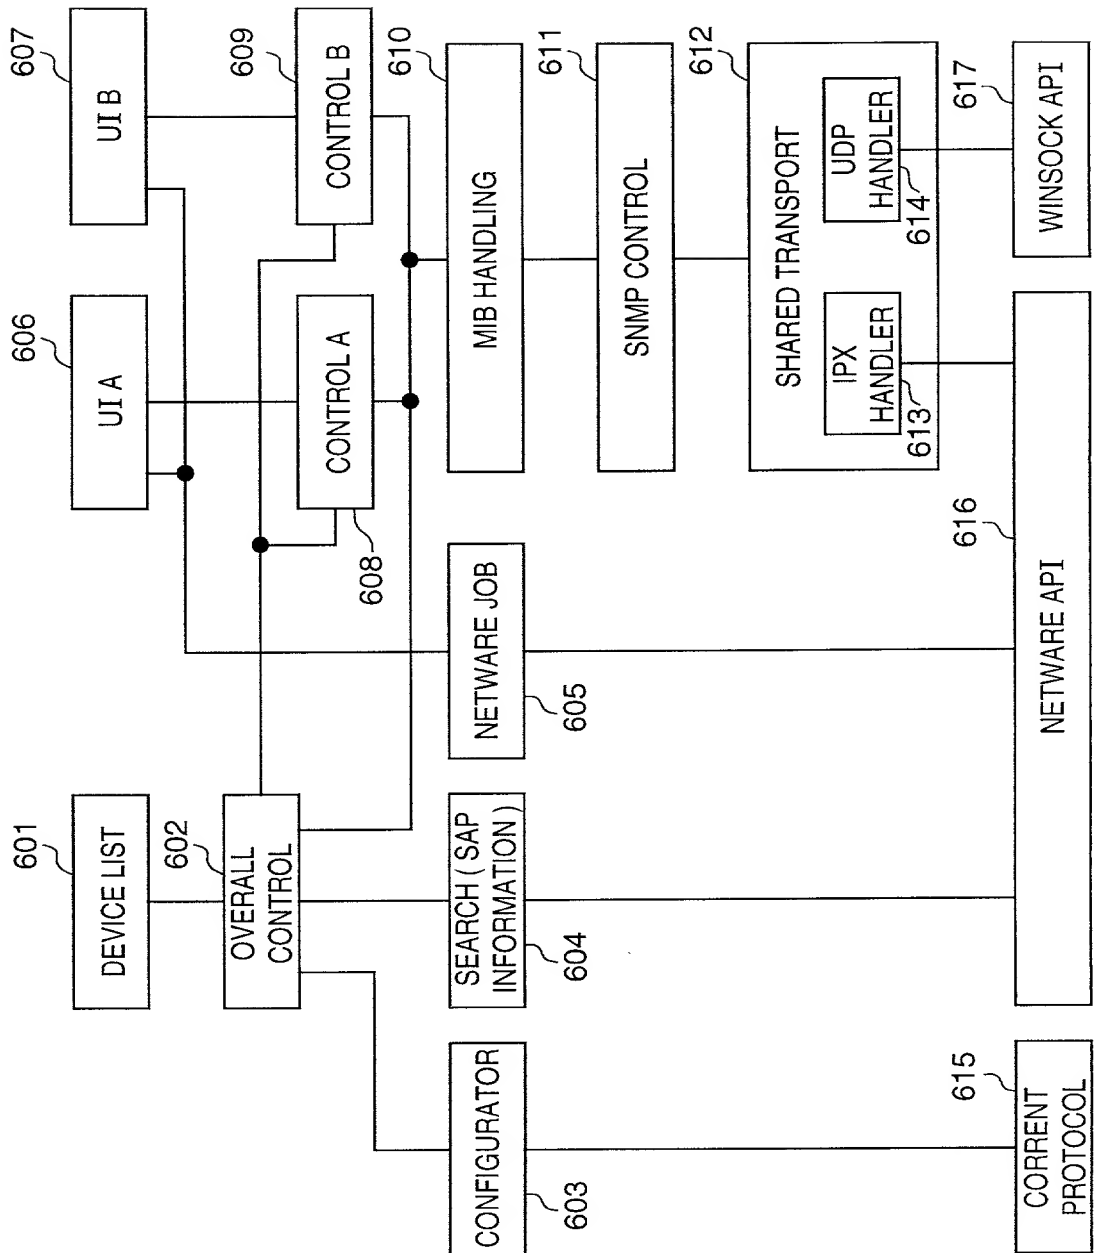 601
DEVICE LIST
606
UI A
607
UI B
602
OVERALL
CONTROL
608
CONTROL A
609
CONTROL B
603
CONFIGURATOR
604
SEARCH ( SAP
INFORMATION )
605
NETWARE JOB
610
MIB HANDLING
611
SNMP CONTROL
612
SHARED TRANSPORT
613
IPX
HANDLER
614
UDP
HANDLER
615
CORRENT
PROTOCOL
616
NETWARE API
617
WINSOCK API